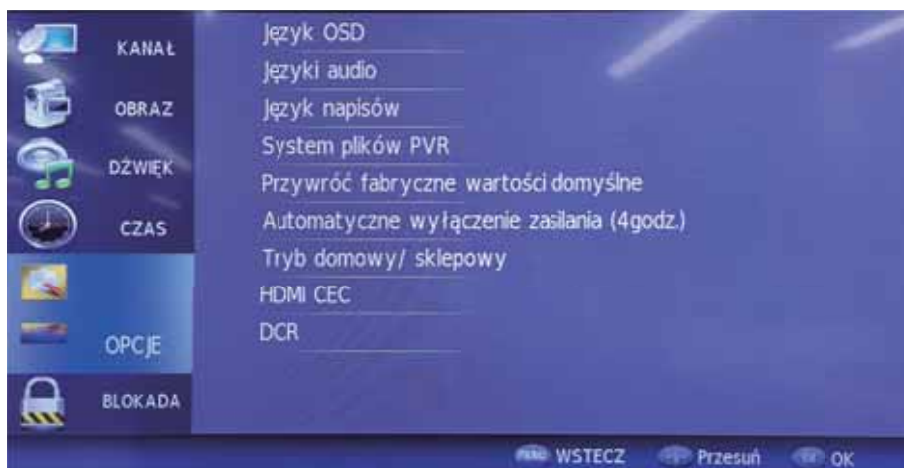 KANAŁ
OBRAZ
DŹWIĘK
CZAS
OPCJE
BLOKADA
Język OSD
Języki audio
Język napisów
System plików PVR
Przywróć fabryczne wartości domyślne
Automatyczne wyłączenie zasilania (4godz.)
Tryb domowy/ sklepowy
HDMI CEC
DCR
WSTECZ
Przesuń
OK